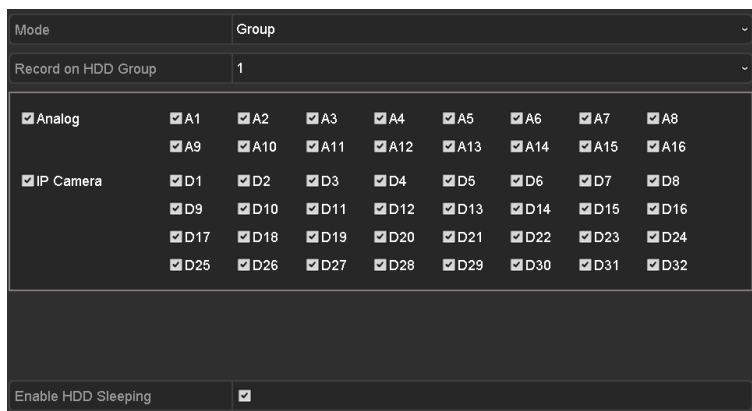 Mode Group
Record on HDD Group 1
Analog A1 A2 A3 A4 A5 A6 A7 A8
A9 A10 A11 A12 A13 A14 A15 A16
IP Camera D1 D2 D3 D4 D5 D6 D7 D8
D9 D10 D11 D12 D13 D14 D15 D16
D17 D18 D19 D20 D21 D22 D23 D24
D25 D26 D27 D28 D29 D30 D31 D32
Enable HDD Sleeping